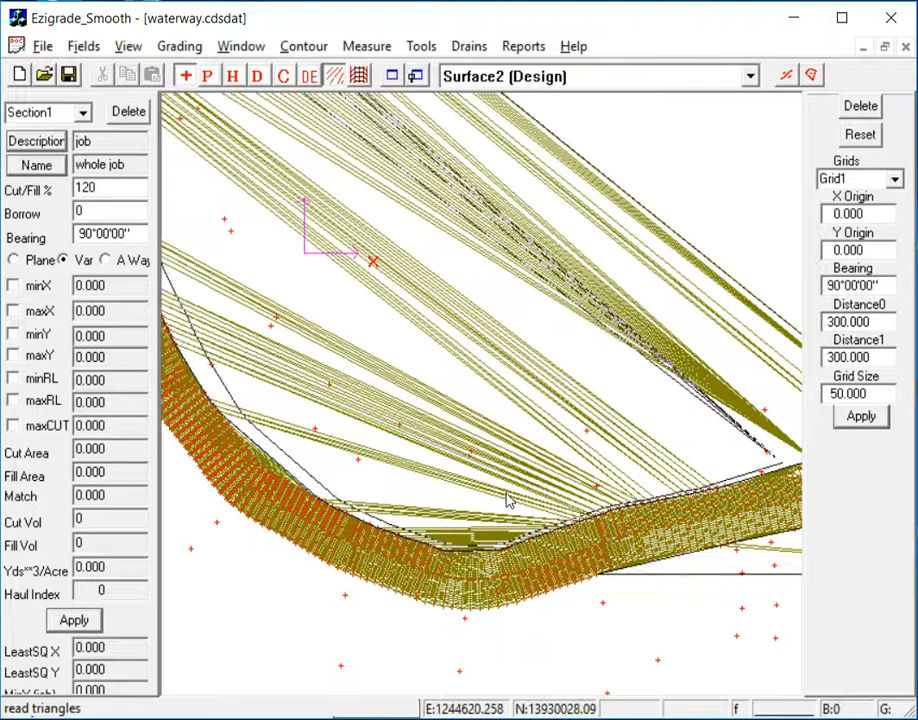 Ezigrade_Smooth - [waterway.cdsdat]
File Fields View Grading Window Contour Measure Tools Drains Reports Help
P H D C DE Surface2 (Design)
Section1 Delete
Description job
Name whole job
Cut/Fill % 120
Borrow 0
Bearing 90°00'00"
Plane Var A Way
minX 0.000
maxX 0.000
minY 0.000
maxY 0.000
minRL 0.000
maxRL 0.000
maxCUT 0.000
Cut Area 0.000
Fill Area 0.000
Match 0.000
Cut Vol 0
Fill Vol 0
Yds**3/Acre 0.000
Haul Index 0
Apply
LeastSQ X 0.000
LeastSQ Y 0.000
MinX (job) 0.000
Delete
Reset
Grids
Grid1
X Origin
0.000
Y Origin
0.000
Bearing
90°00'00"
Distance0
300.000
Distance1
300.000
Grid Size
50.000
Apply
read triangles E:1244620.258 N:13930028.09 f B:0 G: